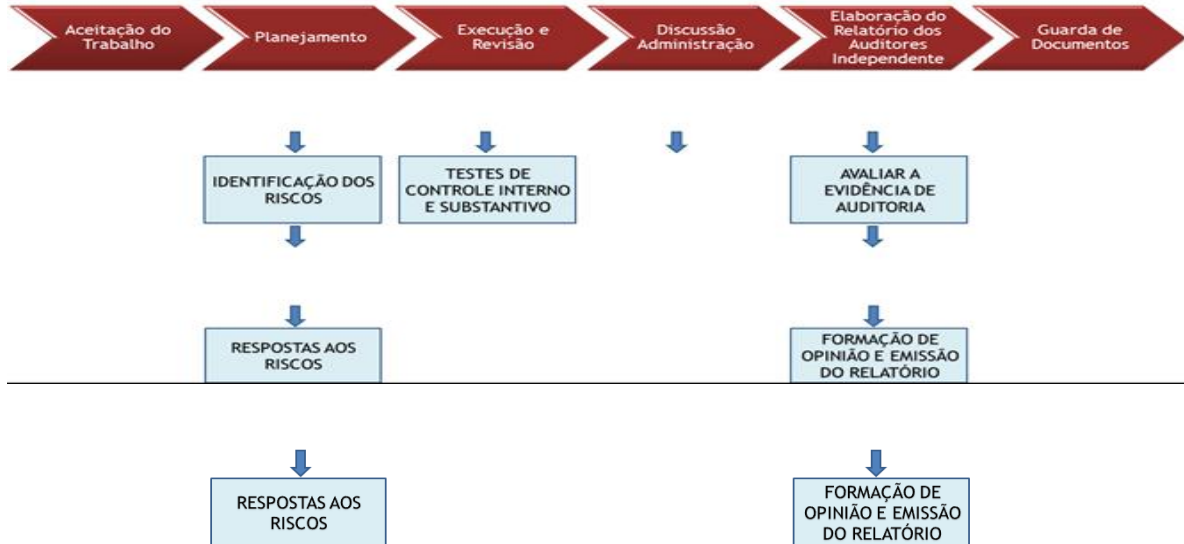 Aceitação do
Trabalho
Planejamento
Execução e
Revisão
Discussão
Administração
Elaboração do
Relatório dos
Auditores
Independente
Guarda de
Documentos
IDENTIFICAÇÃO DOS
RISCOS
TESTES DE
CONTROLE INTERNO
E SUBSTANTIVO
AVALIAR A
EVIDÊNCIA DE
AUDITORIA
RESPOSTAS AOS
RISCOS
FORMAÇÃO DE
OPINIÃO E EMISSÃO
DO RELATÓRIO
RESPOSTAS AOS
RISCOS
FORMAÇÃO DE
OPINIÃO E EMISSÃO
DO RELATÓRIO